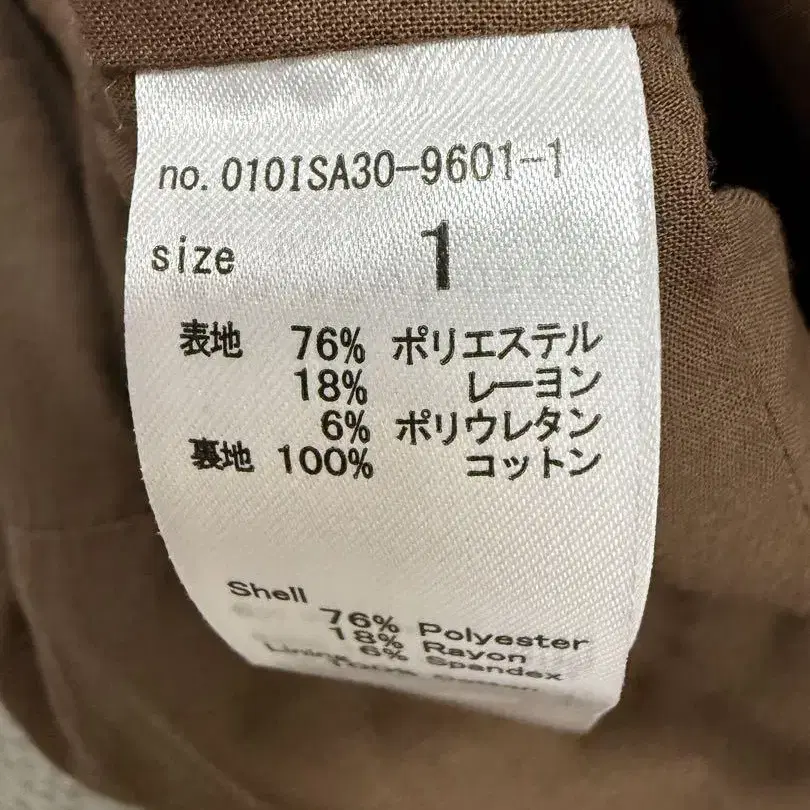 no. 010ISA30-9601-1
size 1
表地 76% ポリエステル
18% レーヨン
6% ポリウレタン
裏地 100% コットン
Shell
76% Polyester
18% Rayon
6% Spandex
Lining